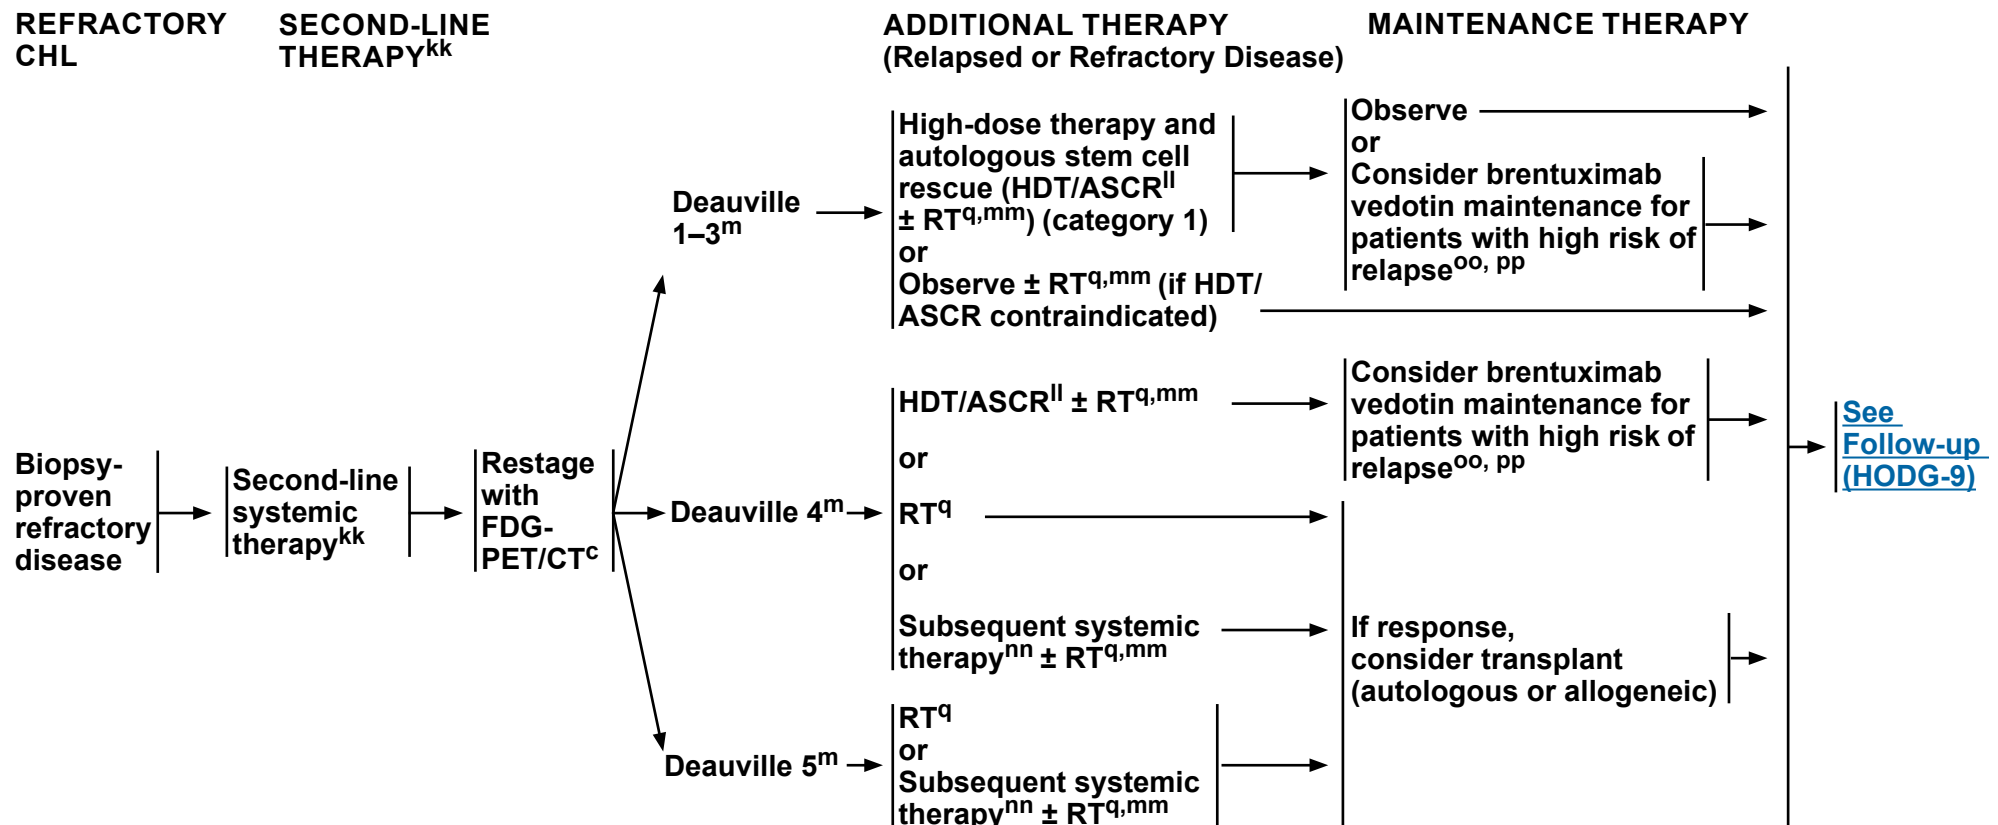 REFRACTORY
CHL
SECOND-LINE
THERAPYkk
ADDITIONAL THERAPY
(Relapsed or Refractory Disease)
MAINTENANCE THERAPY
Biopsy-
proven
refractory
disease
Second-line
systemic
therapykk
Restage
with
FDG-
PET/CTc
Deauville
1–3m
High-dose therapy and
autologous stem cell
rescue (HDT/ASCRll
± RTq,mm) (category 1)
or
Observe ± RTq,mm (if HDT/
ASCR contraindicated)
Observe
or
Consider brentuximab
vedotin maintenance for
patients with high risk of
relapseoo, pp
Deauville 4m
HDT/ASCRll ± RTq,mm
or
RTq
or
Subsequent systemic
therapynn ± RTq,mm
Consider brentuximab
vedotin maintenance for
patients with high risk of
relapseoo, pp
If response,
consider transplant
(autologous or allogeneic)
Deauville 5m
RTq
or
Subsequent systemic
therapynn ± RTq,mm
See
Follow-up
(HODG-9)